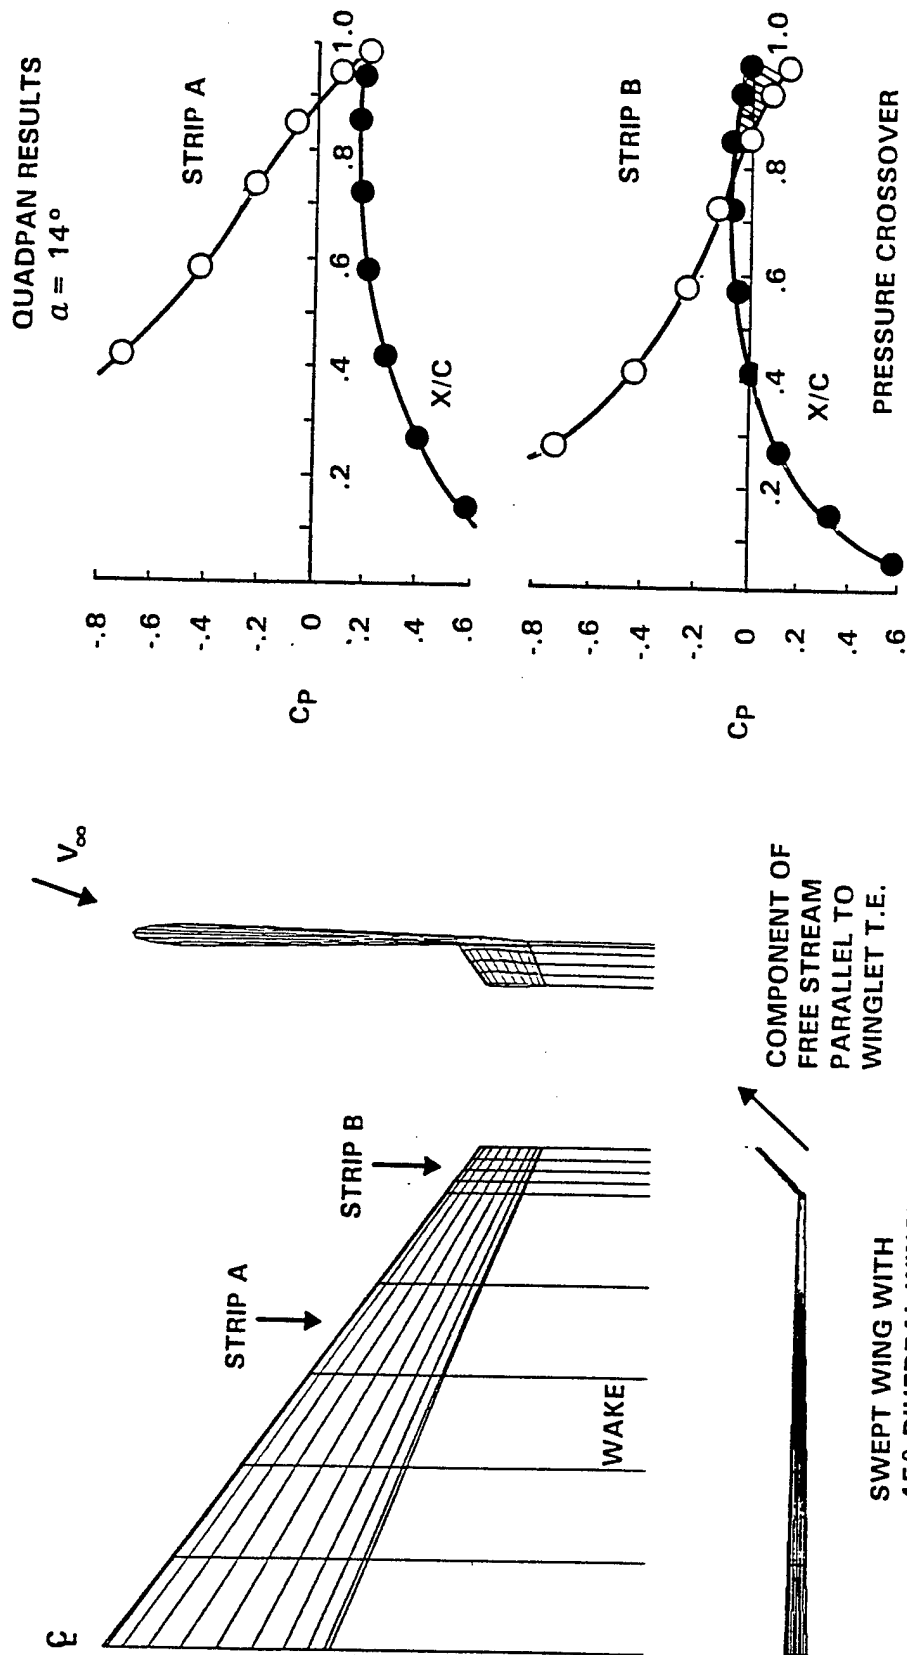 QUADPAN RESULTS
α = 14°
STRIP A
-.8
-.6
-.4
-.2
0
.2
.4
.6
CP
.2
.4
.6
.8
1.0
X/C
STRIP B
-.8
-.6
-.4
-.2
0
.2
.4
.6
CP
.2
.4
.6
.8
1.0
X/C
PRESSURE CROSSOVER
V∞
COMPONENT OF
FREE STREAM
PARALLEL TO
WINGLET T.E.
℄
STRIP A
STRIP B
WAKE
SWEPT WING WITH